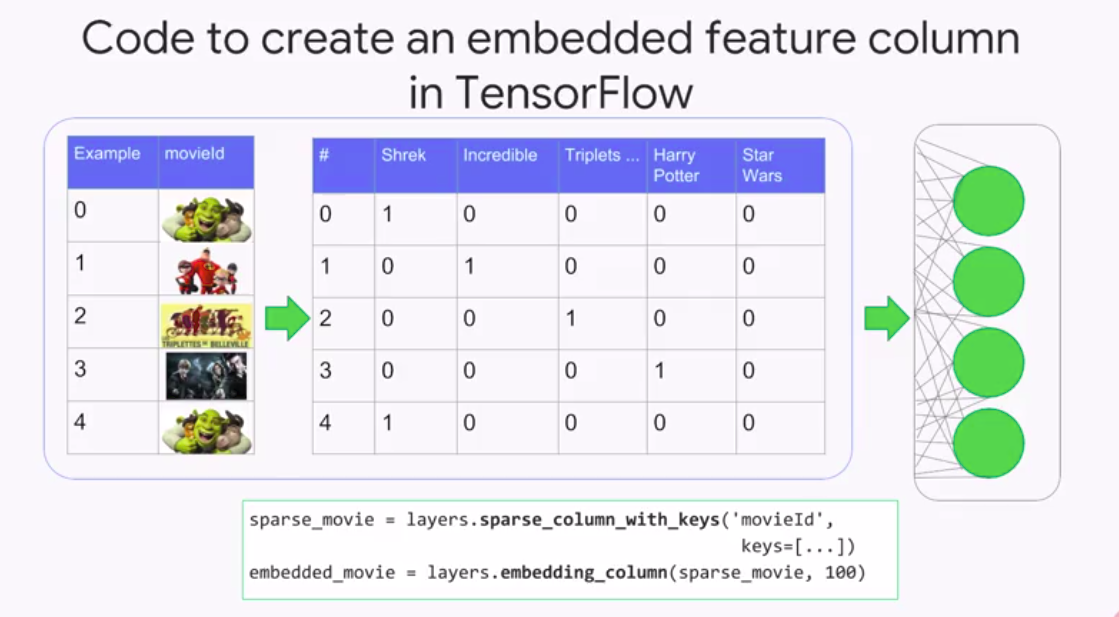 Code to create an embedded feature column
in TensorFlow
Example movieId
0
1
2
TRIPLETTES DE BELLEVILLE
3
4
# Shrek Incredible Triplets ... Harry Potter Star Wars
0 1 0 0 0 0
1 0 1 0 0 0
2 0 0 1 0 0
3 0 0 0 1 0
4 1 0 0 0 0
sparse_movie = layers.sparse_column_with_keys('movieId',
keys=[...])
embedded_movie = layers.embedding_column(sparse_movie, 100)